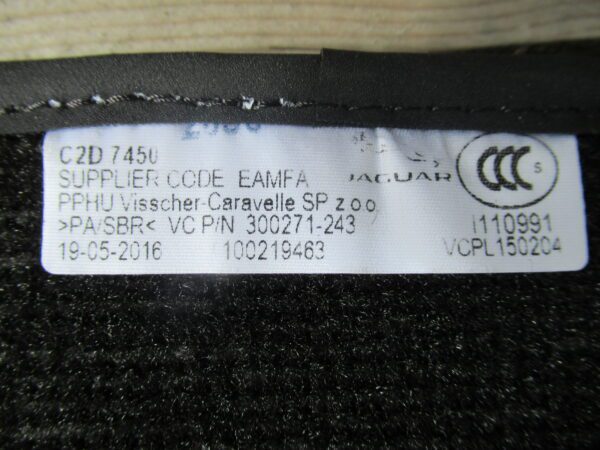 C2D 7450
SUPPLIER CODE EAMFA
JAGUAR
CCC S
PPHU Visscher-Caravelle SP z o o
>PA/SBR< VC P/N 300271-243
i110991
19-05-2016 100219463
VCPL150204